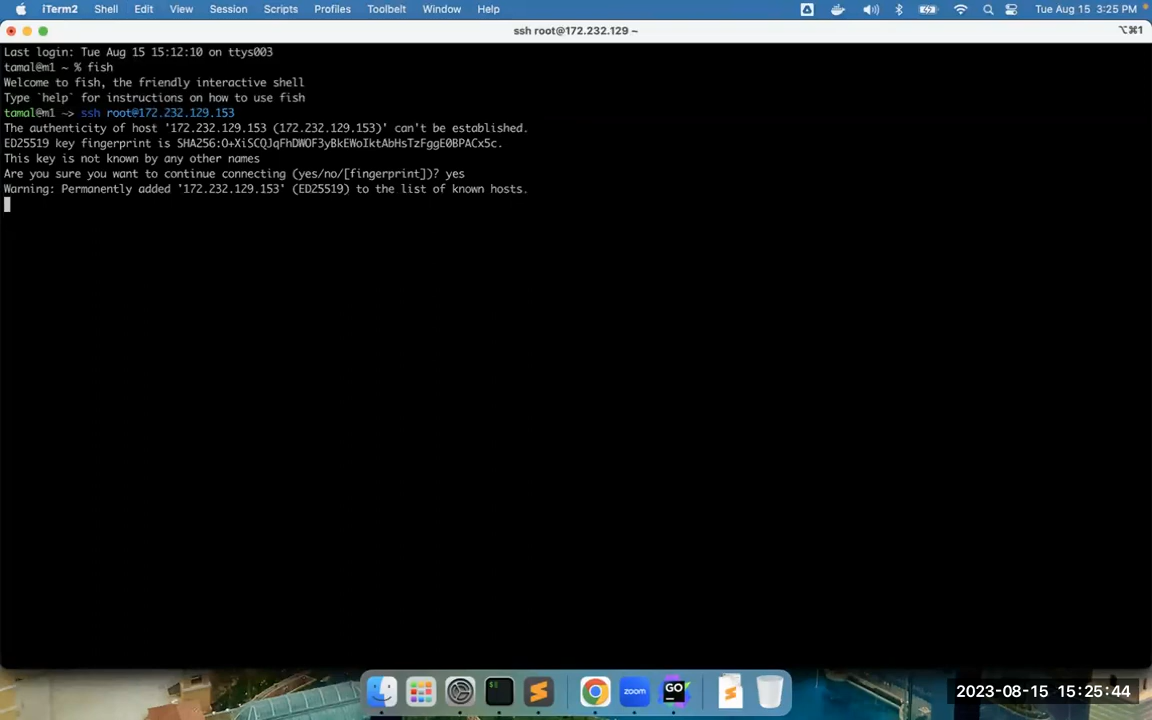 iTerm2 Shell Edit View Session Scripts Profiles Toolbelt Window Help Tue Aug 15 3:25 PM
ssh root@172.232.129 ~ ⌥⌘1
Last login: Tue Aug 15 15:12:10 on ttys003
tamal@m1 ~ % fish
Welcome to fish, the friendly interactive shell
Type `help` for instructions on how to use fish
tamal@m1 ~> ssh root@172.232.129.153
The authenticity of host '172.232.129.153 (172.232.129.153)' can't be established.
ED25519 key fingerprint is SHA256:O+XiSCQJqFhDWOF3yBkEWoIktAbHsTzFggE0BPACx5c.
This key is not known by any other names
Are you sure you want to continue connecting (yes/no/[fingerprint])? yes
Warning: Permanently added '172.232.129.153' (ED25519) to the list of known hosts.
zoom GO
2023-08-15 15:25:44